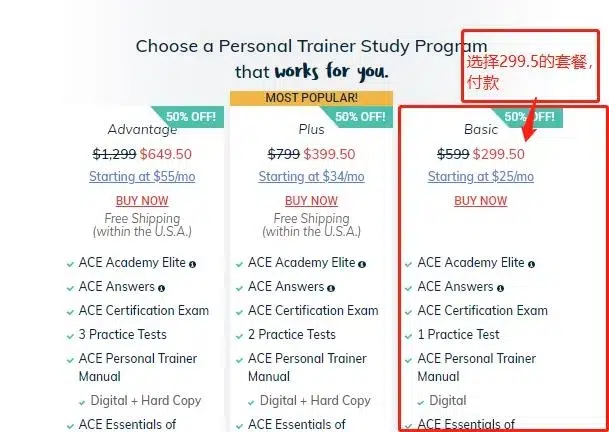 Choose a Personal Trainer Study Program
that works for you.
选择299.5的套餐，
付款
MOST POPULAR!
50% OFF!
Advantage
$1,299 $649.50
Starting at $55/mo
BUY NOW
Free Shipping
(within the U.S.A.)
ACE Academy Elite
ACE Answers
ACE Certification Exam
3 Practice Tests
ACE Personal Trainer
Manual
Digital + Hard Copy
ACE Essentials of
50% OFF!
Plus
$799 $399.50
Starting at $34/mo
BUY NOW
Free Shipping
(within the U.S.A.)
ACE Academy Elite
ACE Answers
ACE Certification Exam
2 Practice Tests
ACE Personal Trainer
Manual
Digital + Hard Copy
ACE Essentials of
50% OFF!
Basic
$599 $299.50
Starting at $25/mo
BUY NOW
ACE Academy Elite
ACE Answers
ACE Certification Exam
1 Practice Test
ACE Personal Trainer
Manual
Digital
ACE Essentials of